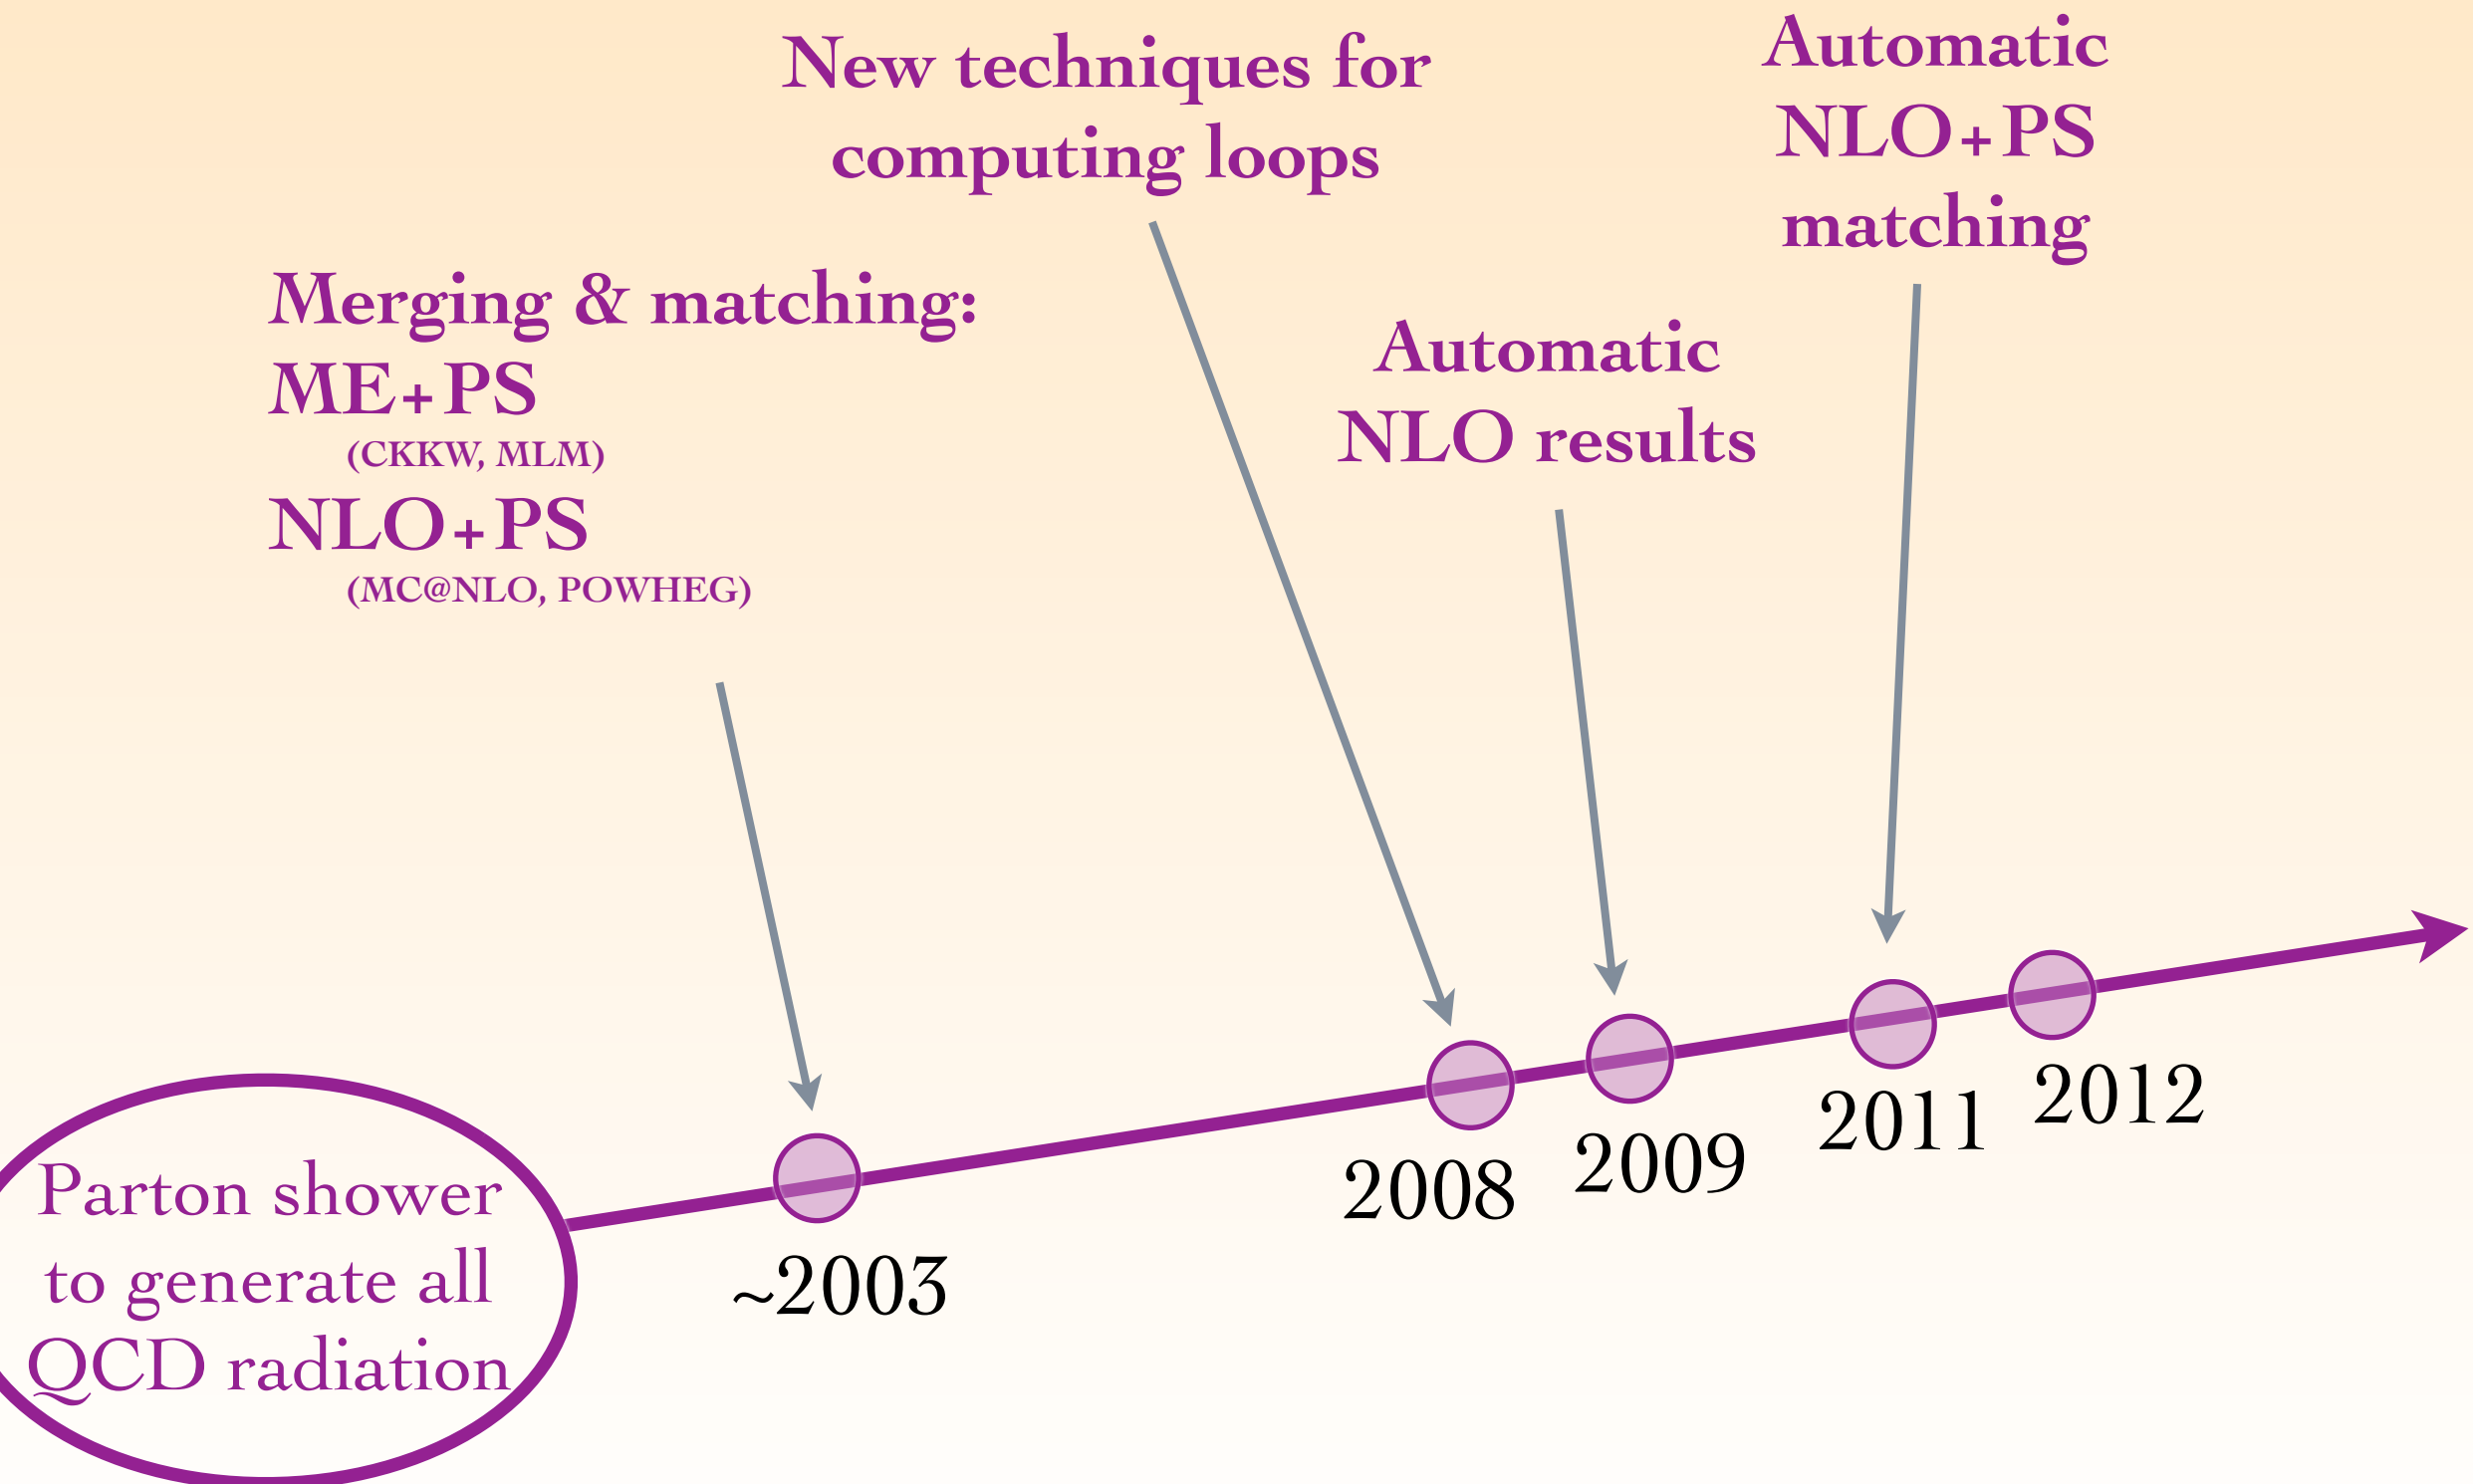 New techniques for
computing loops
Automatic
NLO+PS
matching
Merging & matching:
ME+PS
(CKKW, MLM)
NLO+PS
(MC@NLO, POWHEG)
Automatic
NLO results
Parton shower
to generate all
QCD radiation
~2003
2008
2009
2011
2012